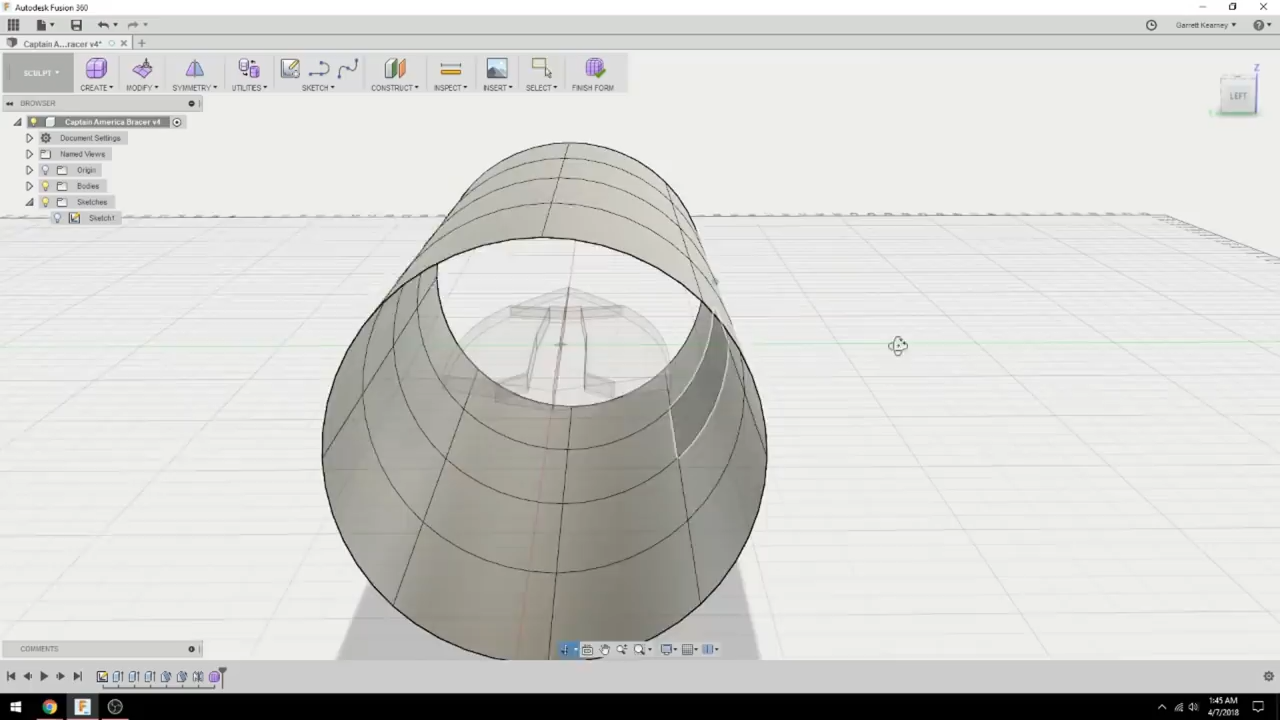 Autodesk Fusion 360
Garrett Kearney
Captain A...racer v4*
SCULPT
CREATE
MODIFY
SYMMETRY
UTILITIES
SKETCH
CONSTRUCT
INSPECT
INSERT
SELECT
FINISH FORM
Z
LEFT
BROWSER
Captain America Bracer v4
Document Settings
Named Views
Origin
Bodies
Sketches
Sketch1
COMMENTS
1:45 AM
4/7/2018